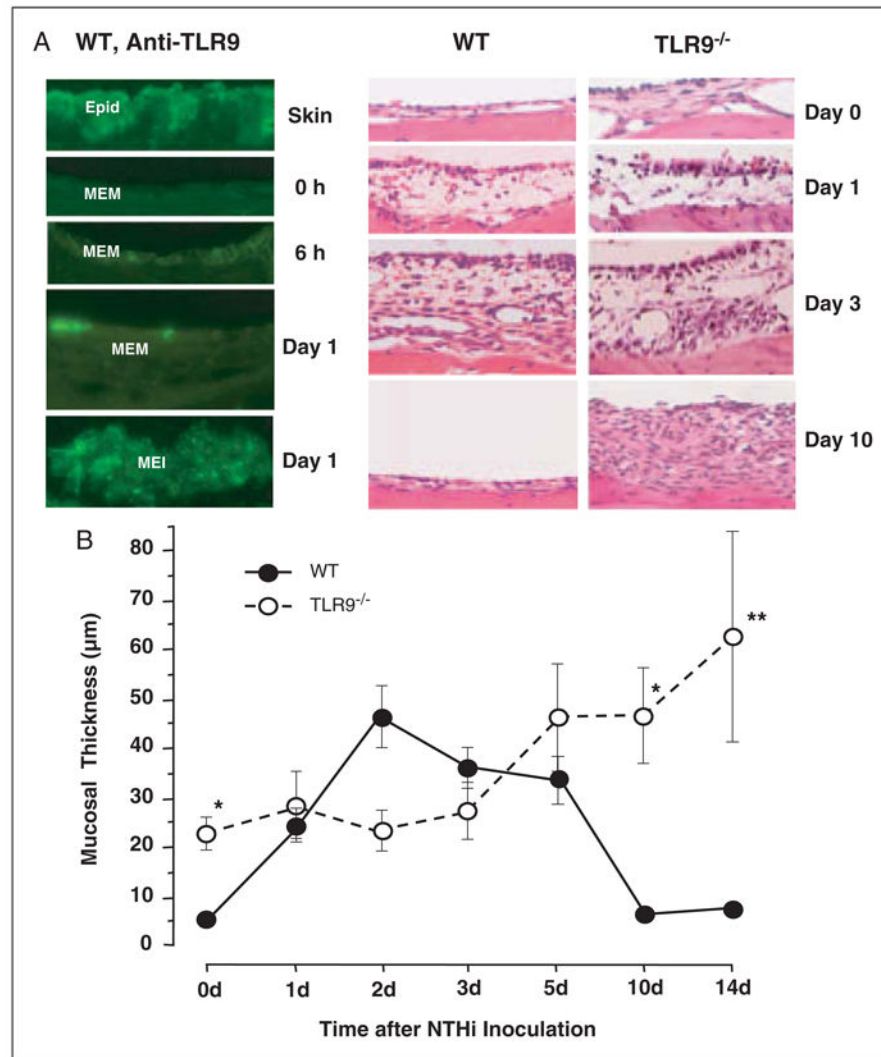 A
WT, Anti-TLR9
WT
TLR9-/-
Epid
Skin
Day 0
MEM
0 h
Day 1
MEM
6 h
Day 3
MEM
Day 1
MEI
Day 1
Day 10
B
80
70
60
50
40
30
20
10
0
Mucosal Thickness (μm)
WT
TLR9-/-
*
*
**
0d 1d 2d 3d 5d 10d 14d
Time after NTHi Inoculation